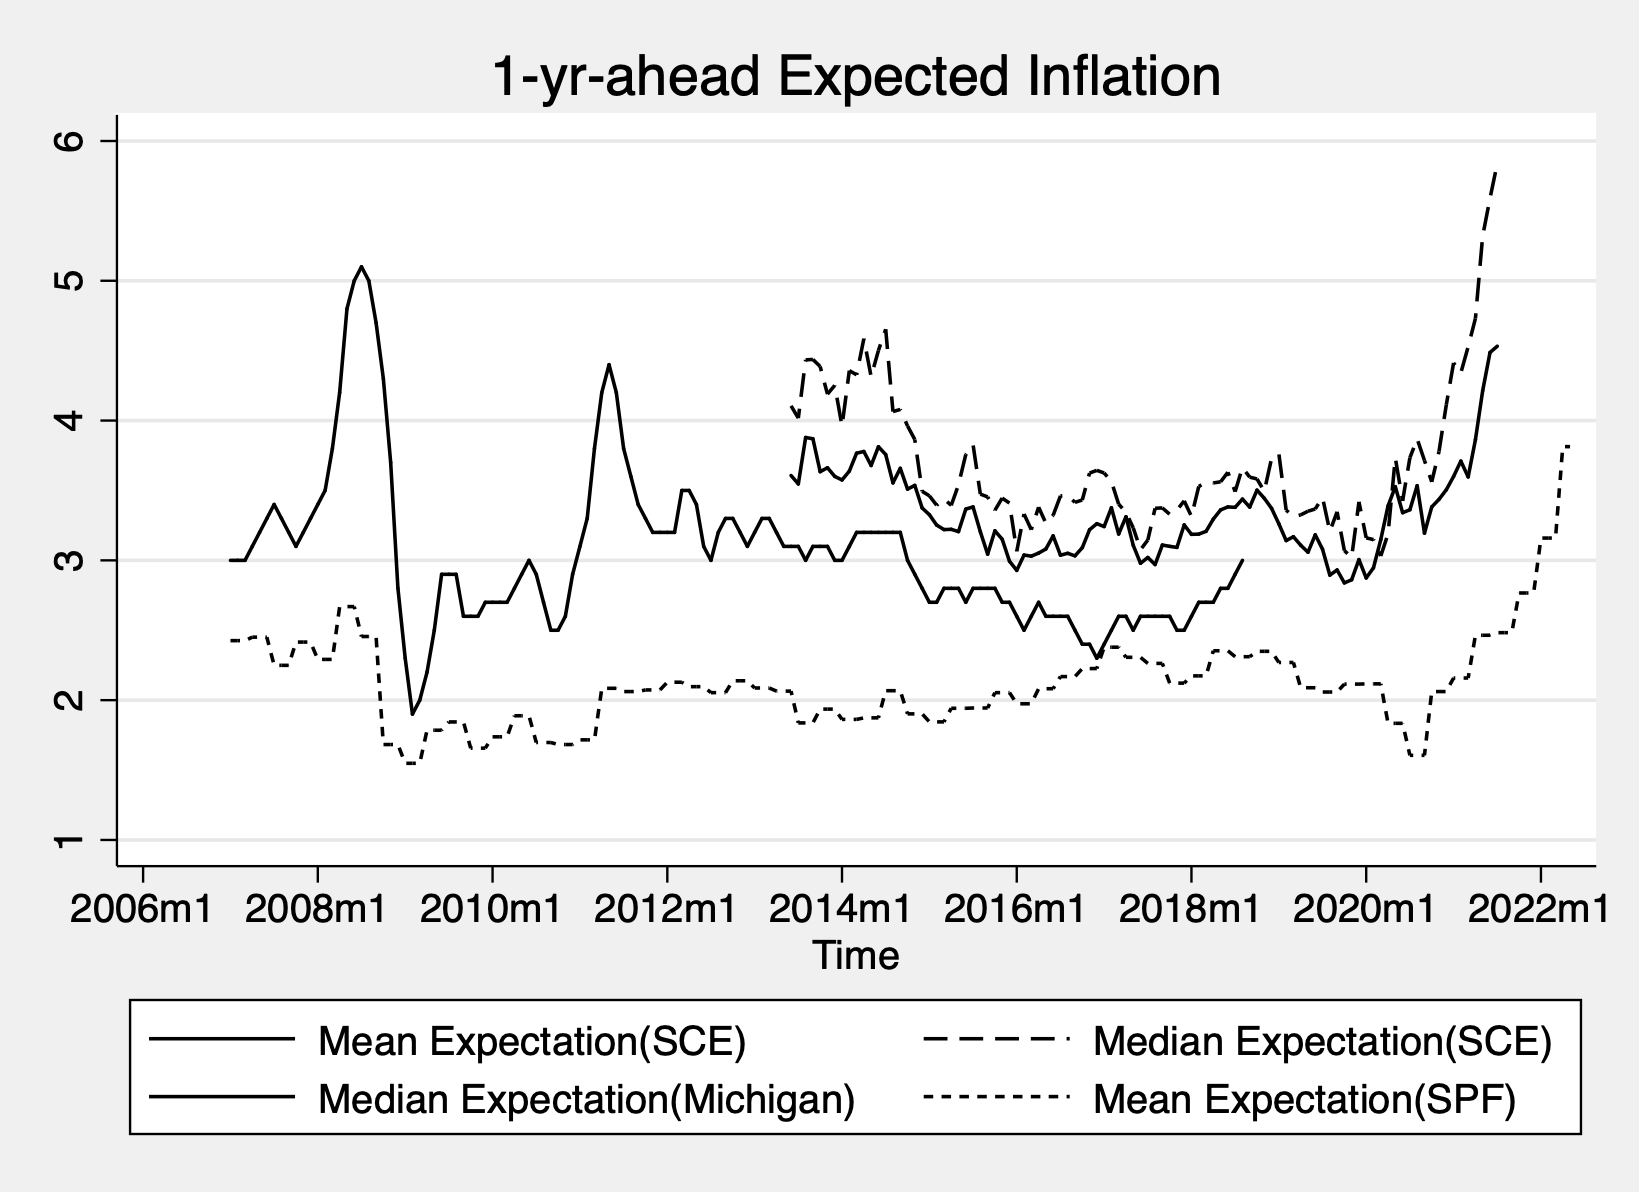 1-yr-ahead Expected Inflation
6
5
4
3
2
1
2006m1 2008m1 2010m1 2012m1 2014m1 2016m1 2018m1 2020m1 2022m1
Time
Mean Expectation(SCE) Median Expectation(SCE)
Median Expectation(Michigan) Mean Expectation(SPF)